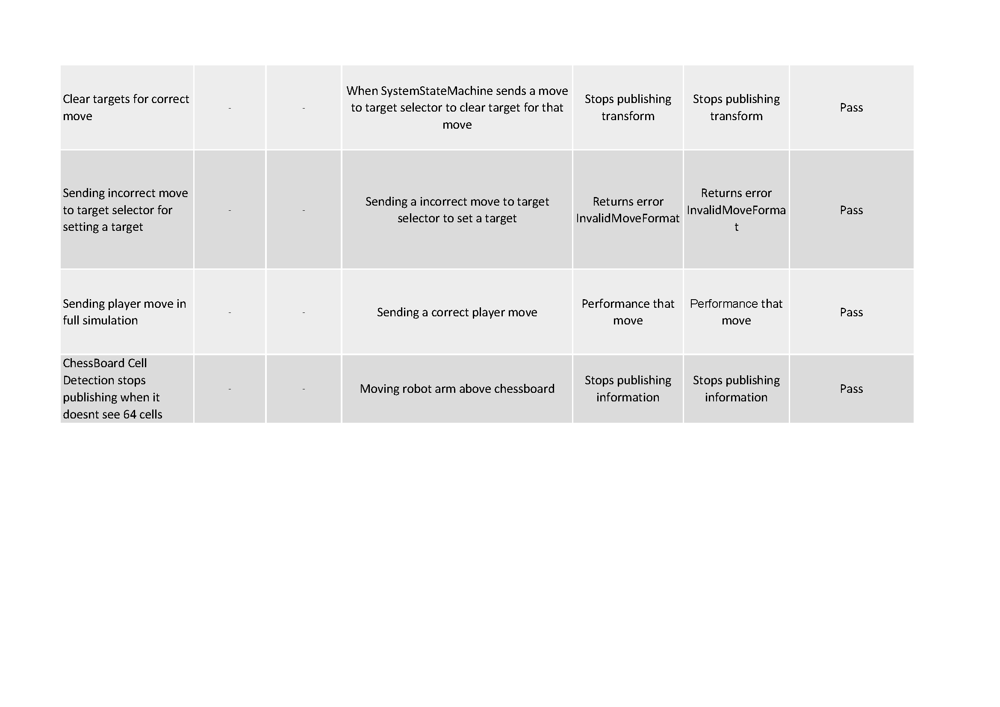 Clear targets for correct
move
-
-
When SystemStateMachine sends a move
to target selector to clear target for that
move
Stops publishing
transform
Stops publishing
transform
Pass
Sending incorrect move
to target selector for
setting a target
-
-
Sending a incorrect move to target
selector to set a target
Returns error
InvalidMoveFormat
Returns error
InvalidMoveForma
t
Pass
Sending player move in
full simulation
-
-
Sending a correct player move
Performance that
move
Performance that
move
Pass
ChessBoard Cell
Detection stops
publishing when it
doesnt see 64 cells
-
-
Moving robot arm above chessboard
Stops publishing
information
Stops publishing
information
Pass